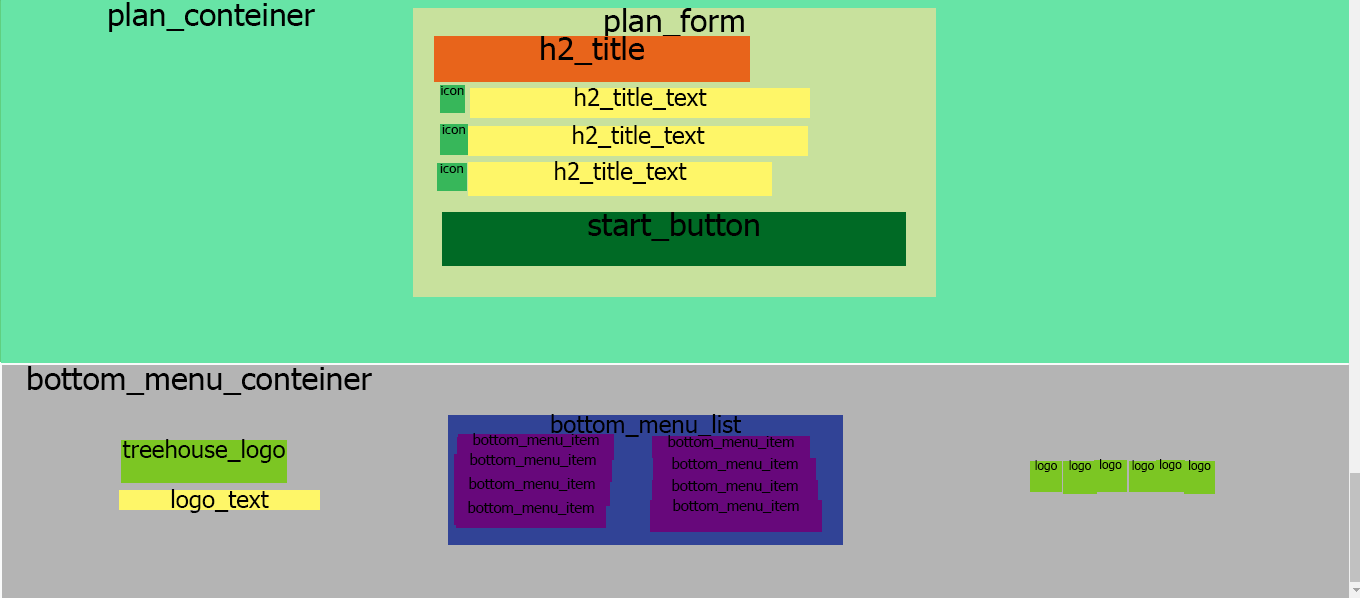 plan_conteiner
plan_form
h2_title
icon h2_title_text
icon h2_title_text
icon h2_title_text
start_button
bottom_menu_conteiner
treehouse_logo
logo_text
bottom_menu_list
bottom_menu_item bottom_menu_item
bottom_menu_item bottom_menu_item
bottom_menu_item bottom_menu_item
bottom_menu_item bottom_menu_item
logo logo logo logo logo logo